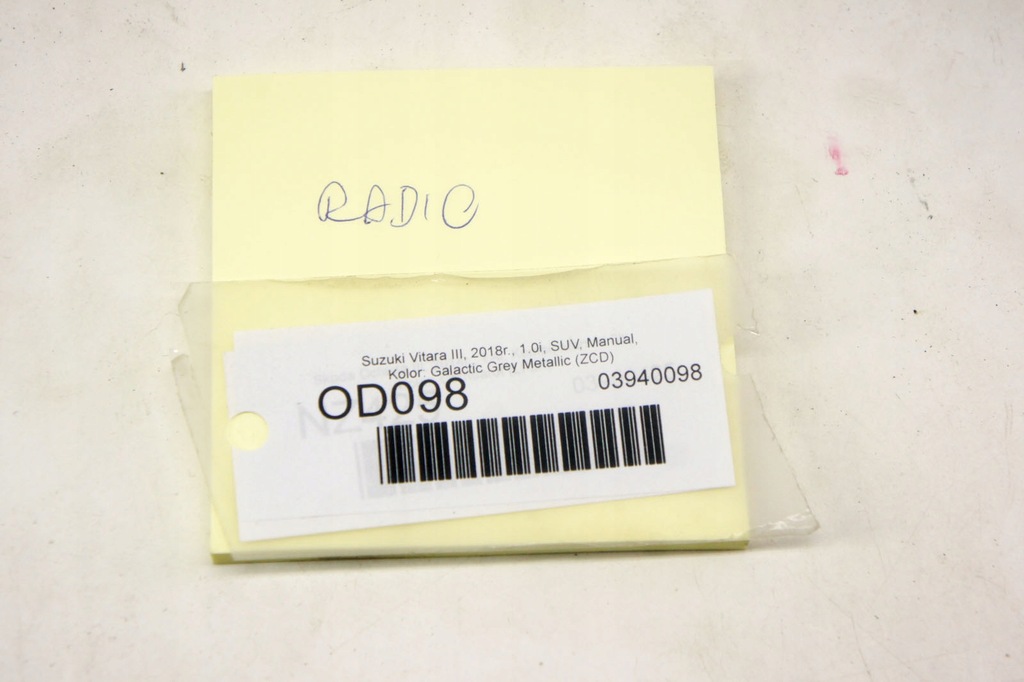 RADIO
Suzuki Vitara III, 2018r., 1.0i, SUV, Manual,
Kolor: Galactic Grey Metallic (ZCD)
OD098 03940098